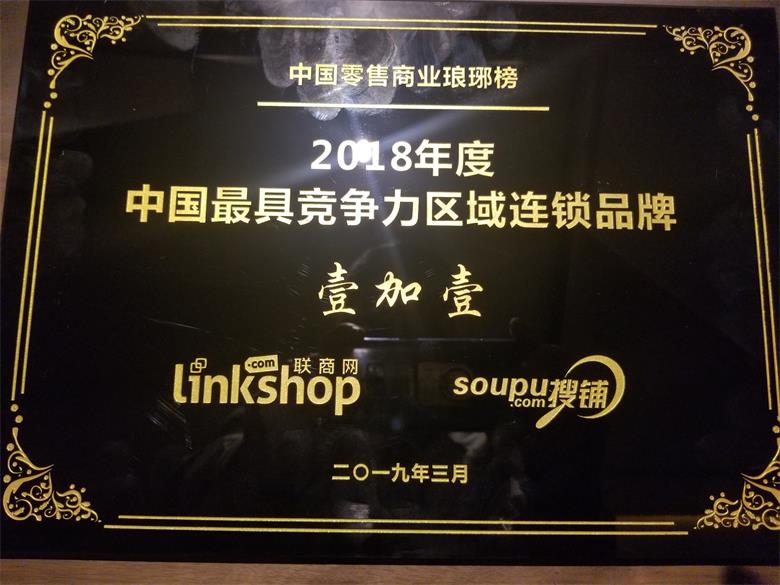 中国零售商业琅琊榜
2018年度
中国最具竞争力区域连锁品牌
壹加壹
linkshop .com 联商网
soupu .com 搜铺
二〇一九年三月